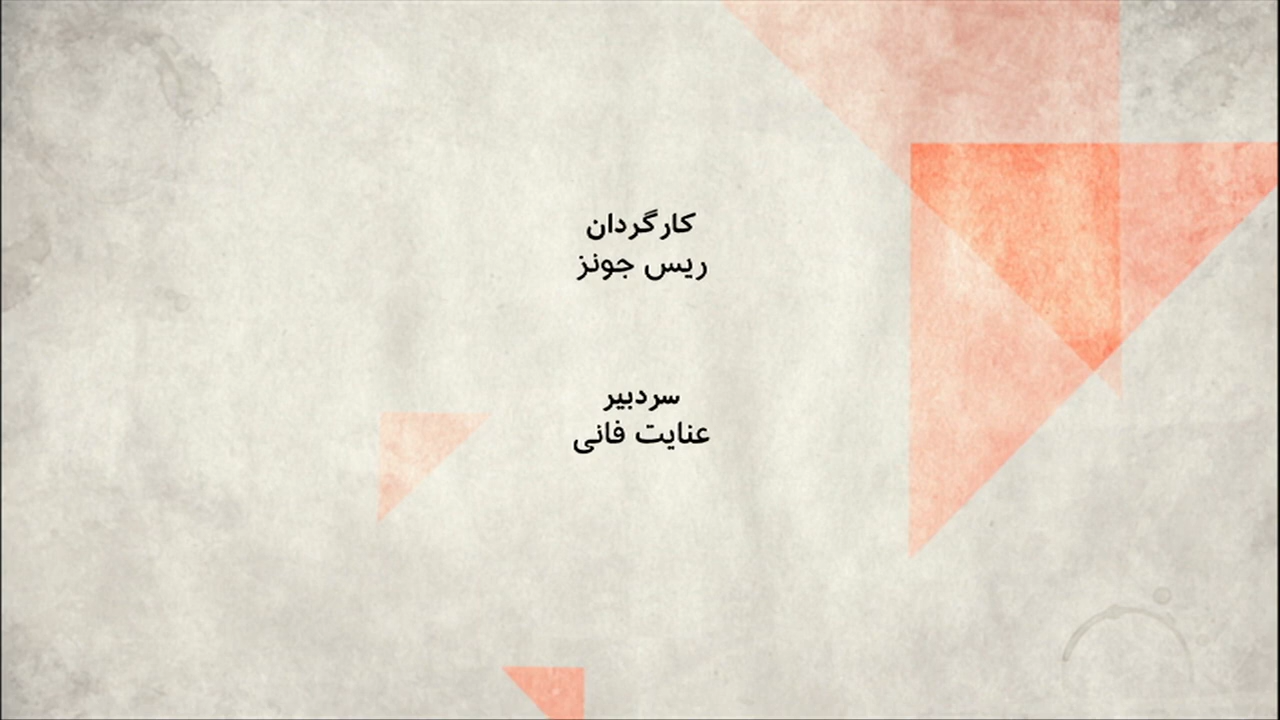 کارگردان
ریس جونز
سردبیر
عنایت فانی